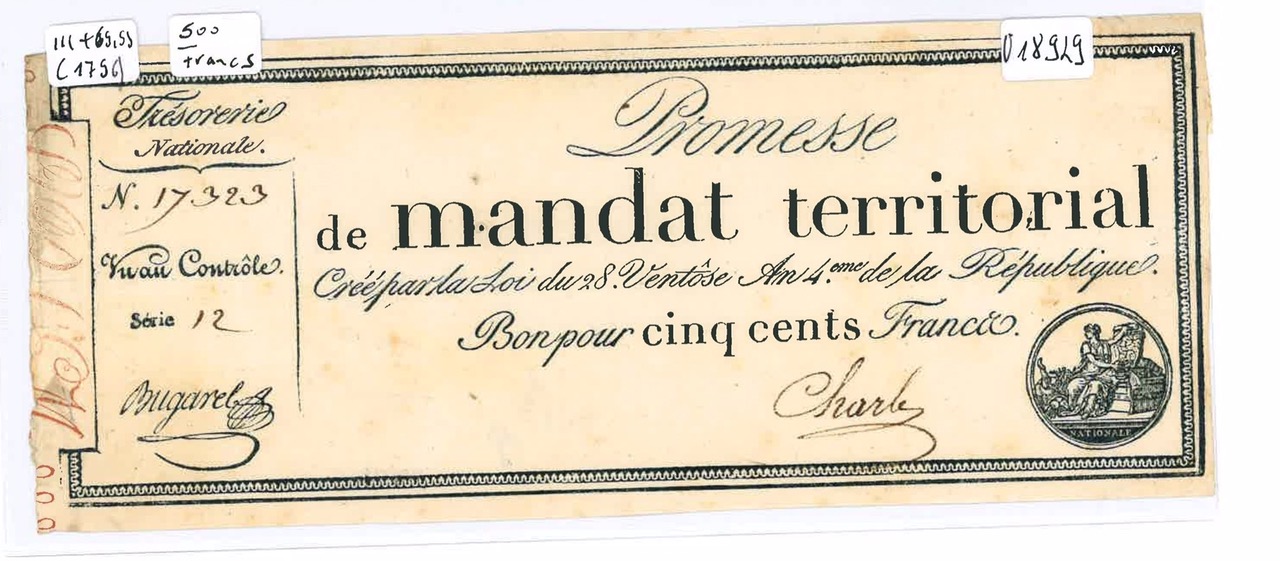 III + 65,55
(1796)
500
francs
018929
Trésorerie
Nationale.
N. 17323
Vu au Contrôle.
Série 12
Bugarel
Promesse
de mandat territorial
Créé par la Loi du 28. Ventôse An 4.eme de la République.
Bon pour cinq cents Francs.
Charles
NATIONALE